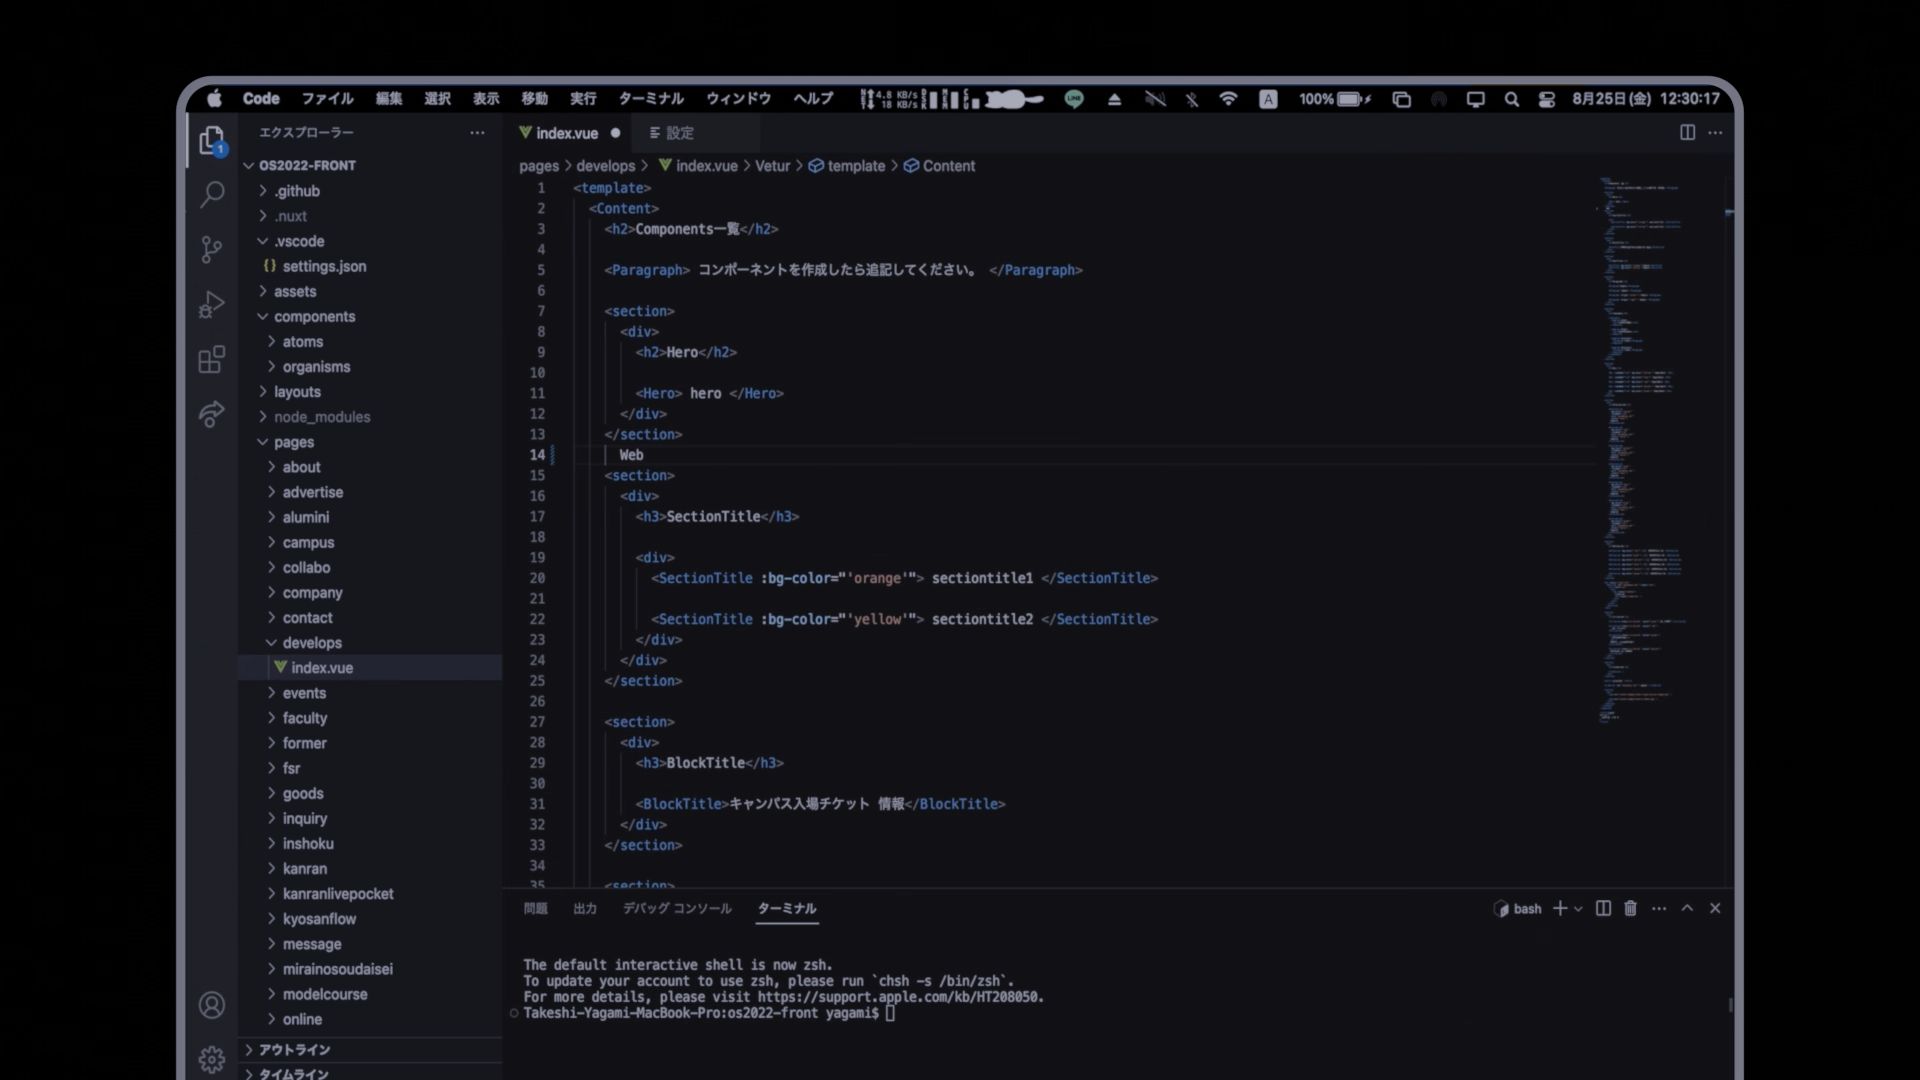 Code ファイル 編集 選択 表示 移動 実行 ターミナル ウィンドウ ヘルプ 4.8 KB/s 18 KB/s LINE A 100% 8月25日(金) 12:30:17
エクスプローラー ···
1
OS2022-FRONT
.github
.nuxt
.vscode
{} settings.json
assets
components
atoms
organisms
layouts
node_modules
pages
about
advertise
alumini
campus
collabo
company
contact
develops
index.vue
events
faculty
former
fsr
goods
inquiry
inshoku
kanran
kanranlivepocket
kyosanflow
message
mirainosoudaisei
modelcourse
online
アウトライン
タイムライン
index.vue ● 設定
pages > develops > index.vue > Vetur > template > Content
1 <template>
2 <Content>
3 <h2>Components一覧</h2>
4
5 <Paragraph> コンポーネントを作成したら追記してください。 </Paragraph>
6
7 <section>
8 <div>
9 <h2>Hero</h2>
10
11 <Hero> hero </Hero>
12 </div>
13 </section>
14 Web
15 <section>
16 <div>
17 <h3>SectionTitle</h3>
18
19 <div>
20 <SectionTitle :bg-color="'orange'"> sectiontitle1 </SectionTitle>
21
22 <SectionTitle :bg-color="'yellow'"> sectiontitle2 </SectionTitle>
23 </div>
24 </div>
25 </section>
26
27 <section>
28 <div>
29 <h3>BlockTitle</h3>
30
31 <BlockTitle>キャンパス入場チケット 情報</BlockTitle>
32 </div>
33 </section>
34
35 <section>
問題 出力 デバッグ コンソール ターミナル bash
The default interactive shell is now zsh.
To update your account to use zsh, please run `chsh -s /bin/zsh`.
For more details, please visit https://support.apple.com/kb/HT208050.
Takeshi-Yagami-MacBook-Pro:os2022-front yagami$